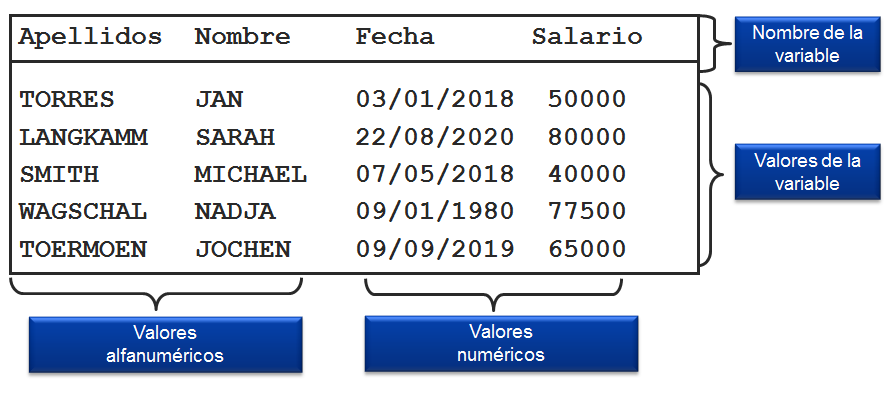 Apellidos Nombre Fecha Salario
Nombre de la
variable
TORRES JAN 03/01/2018 50000
LANGKAMM SARAH 22/08/2020 80000
SMITH MICHAEL 07/05/2018 40000
WAGSCHAL NADJA 09/01/1980 77500
TOERMOEN JOCHEN 09/09/2019 65000
Valores de la
variable
Valores
alfanuméricos
Valores
numéricos